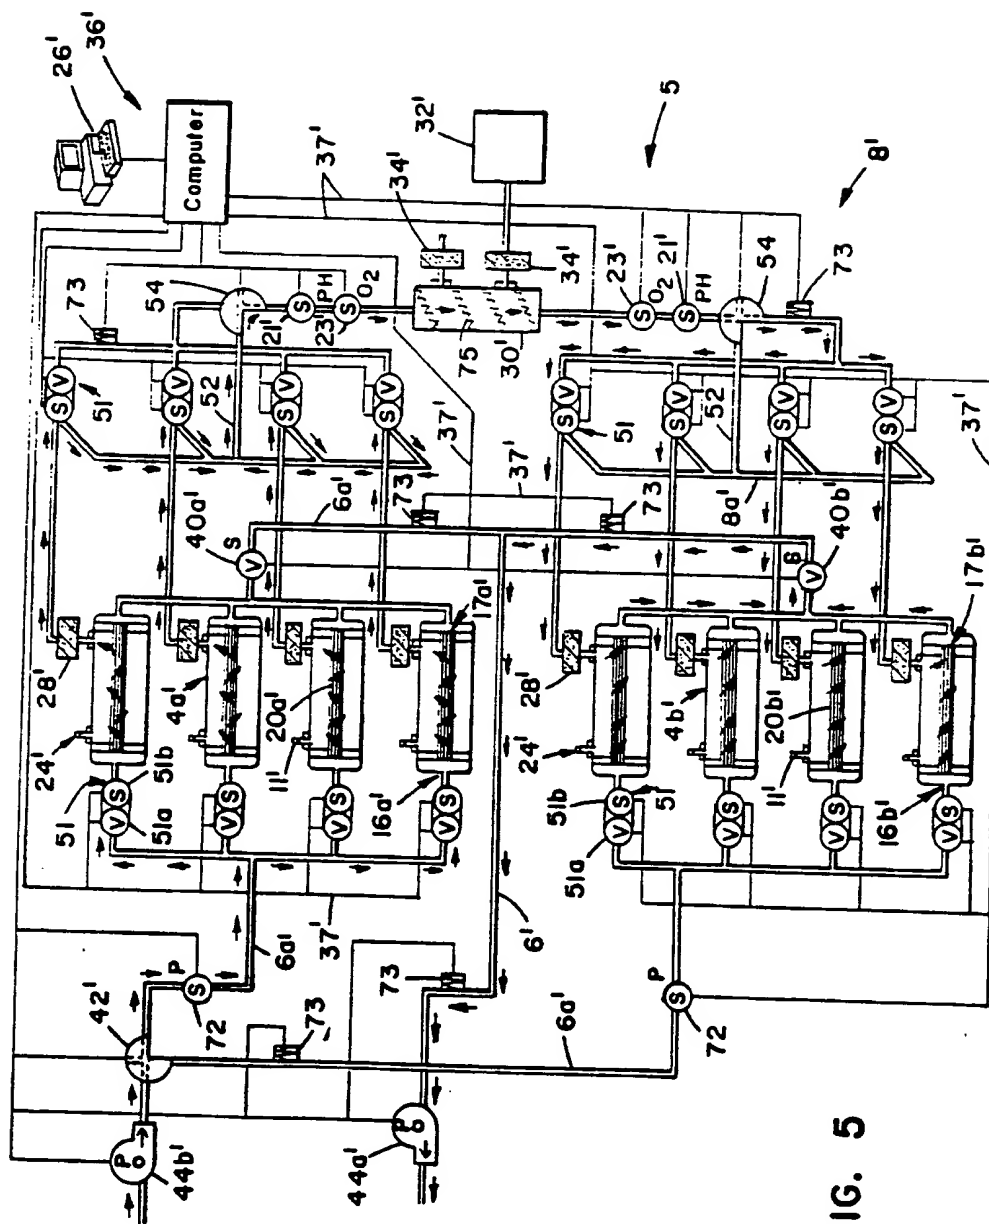 26'
36'
Computer
37'
5
32'
8'
34'
34'
73
54
PH
O2
21'
23'
75
30'
23'
O2
21'
PH
54
73
S V
51
S V
52
S V
S V
S V
51
S V
52
S V
S V
37'
37'
37'
6a'
73
73
8a'
40a'
S
V
40b'
S
V
28'
24'
4a'
20a'
11'
17a'
16a'
28'
24'
4b'
20b'
11'
17b'
16b'
51
51b
51a
V S
V S
V S
V S
51b
51
51a
V S
V S
V S
V S
37'
6a'
6'
42'
P
S
72
73
73
6a'
P
S
72
P
44b'
P
44a'
IG. 5